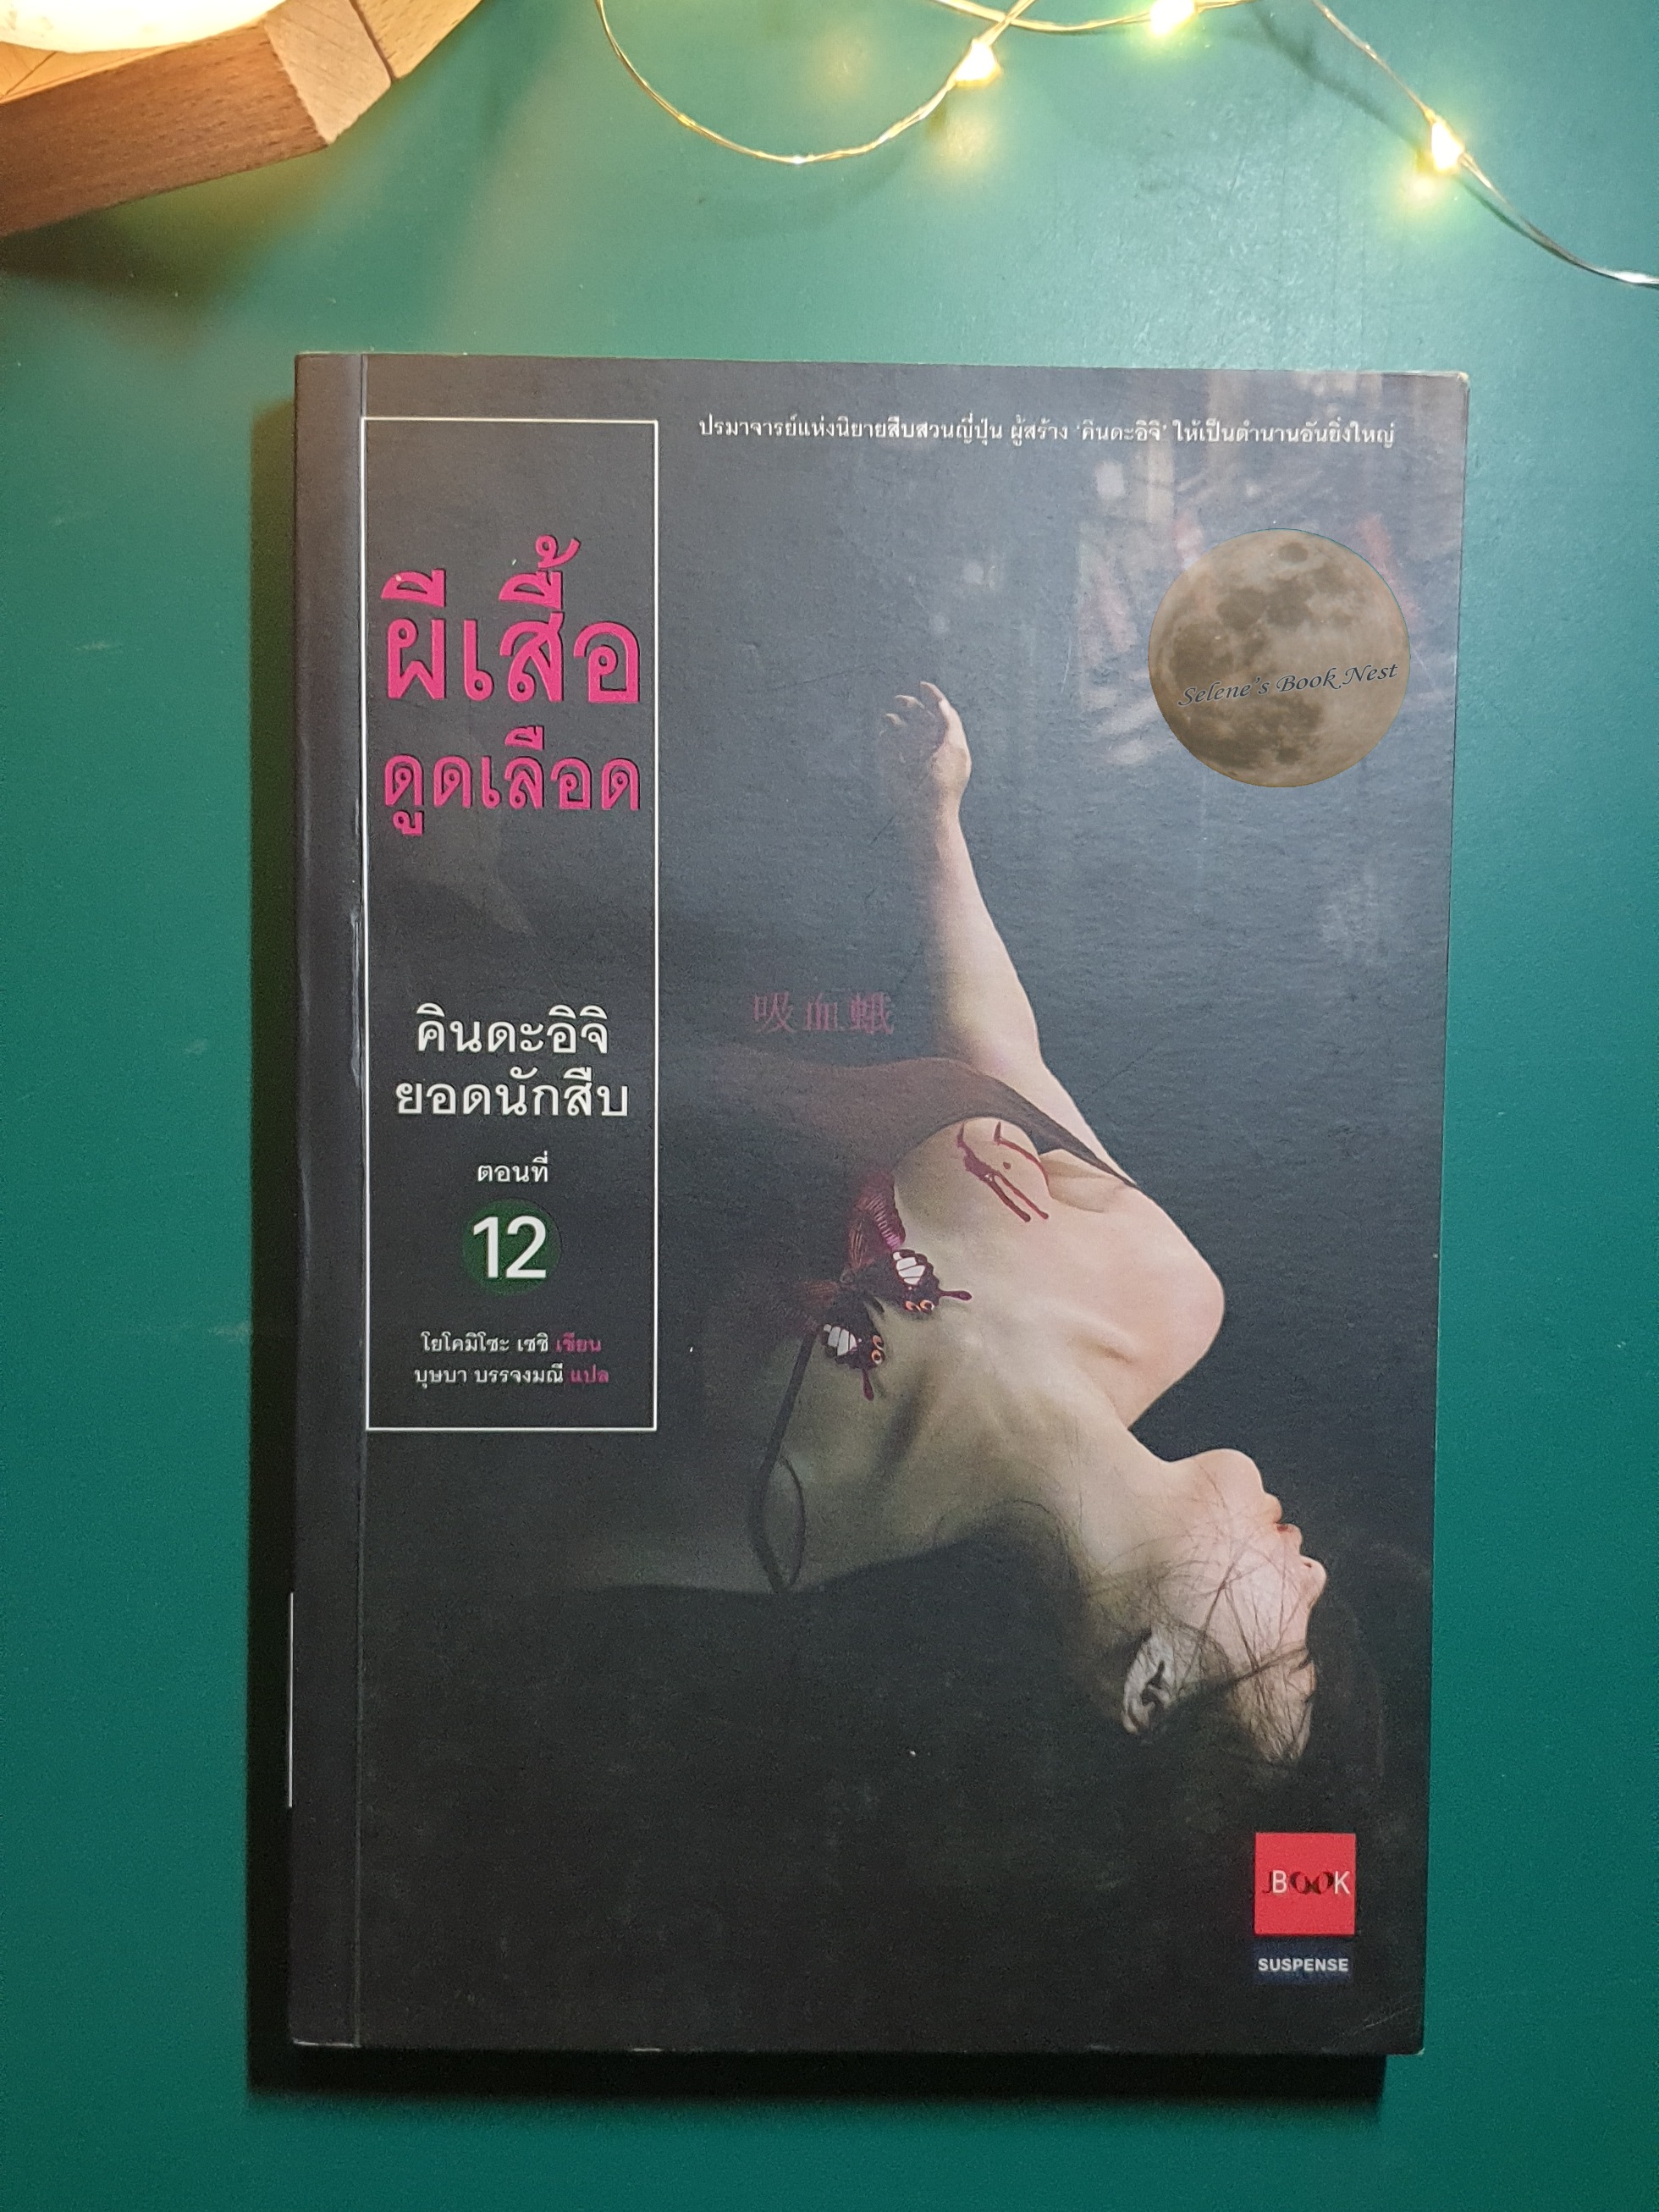 ปรมาจารย์แห่งนิยายสืบสวนญี่ปุ่น ผู้สร้าง 'คินดะอิจิ' ให้เป็นตำนานอันยิ่งใหญ่
ผีเสื้อ
ดูดเลือด
Selene's Book Nest
吸血蛾
คินดะอิจิ
ยอดนักสืบ
ตอนที่
12
โยโคมิโซะ เซชิ เขียน
บุษบา บรรจงมณี แปล
JBOOK
SUSPENSE